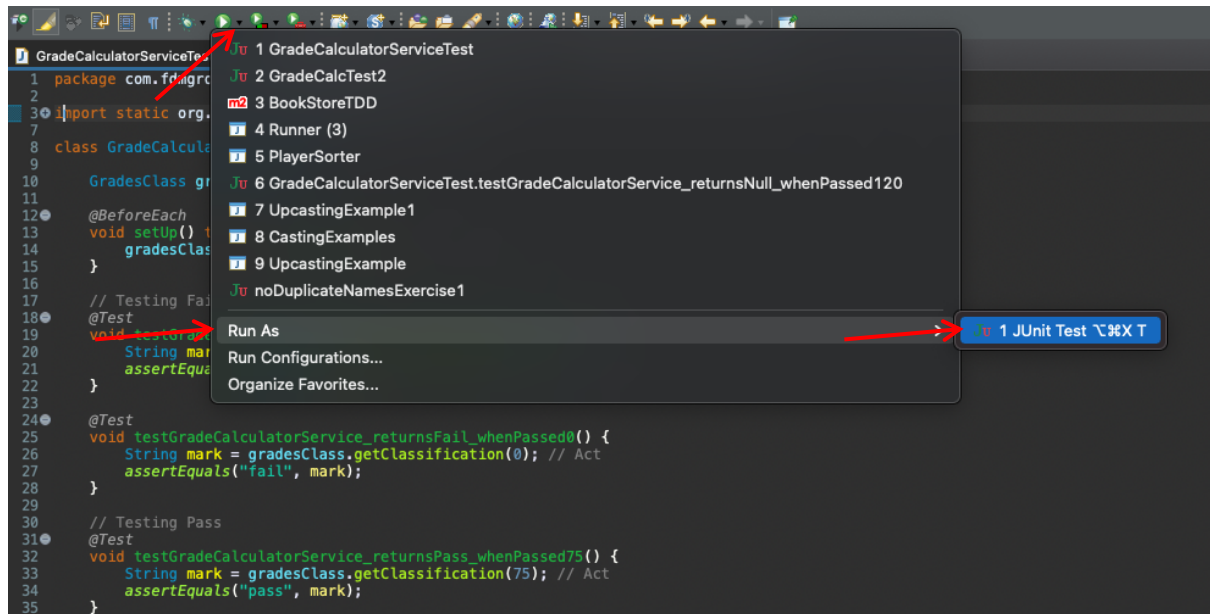 GradeCalculatorServiceTes
1 GradeCalculatorServiceTest
2 GradeCalcTest2
m2 3 BookStoreTDD
4 Runner (3)
5 PlayerSorter
6 GradeCalculatorServiceTest.testGradeCalculatorService_returnsNull_whenPassed120
7 UpcastingExample1
8 CastingExamples
9 UpcastingExample
noDuplicateNamesExercise1
Run As
1 JUnit Test ⌥⌘X T
Run Configurations...
Organize Favorites...
1 package com.fdmgro
2
3 import static org.
7
8 class GradeCalcula
9
10 GradesClass gr
11
12 @BeforeEach
13 void setUp() t
14 gradesClas
15 }
16
17 // Testing Fai
18 @Test
19 void testGrade
20 String mar
21 assertEqua
22 }
23
24 @Test
25 void testGradeCalculatorService_returnsFail_whenPassed0() {
26 String mark = gradesClass.getClassification(0); // Act
27 assertEquals("fail", mark);
28 }
29
30 // Testing Pass
31 @Test
32 void testGradeCalculatorService_returnsPass_whenPassed75() {
33 String mark = gradesClass.getClassification(75); // Act
34 assertEquals("pass", mark);
35 }